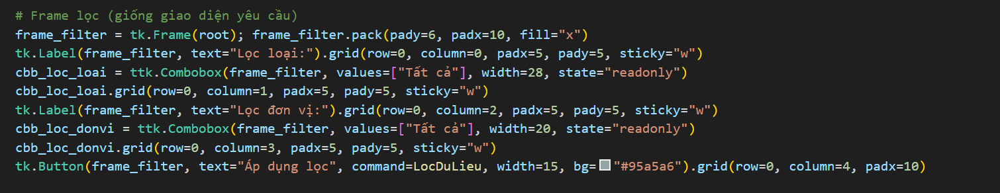 # Frame lọc (giống giao diện yêu cầu)
frame_filter = tk.Frame(root); frame_filter.pack(pady=6, padx=10, fill="x")
tk.Label(frame_filter, text="Lọc loại:").grid(row=0, column=0, padx=5, pady=5, sticky="w")
cbb_loc_loai = ttk.Combobox(frame_filter, values=["Tất cả"], width=28, state="readonly")
cbb_loc_loai.grid(row=0, column=1, padx=5, pady=5, sticky="w")
tk.Label(frame_filter, text="Lọc đơn vị:").grid(row=0, column=2, padx=5, pady=5, sticky="w")
cbb_loc_donvi = ttk.Combobox(frame_filter, values=["Tất cả"], width=20, state="readonly")
cbb_loc_donvi.grid(row=0, column=3, padx=5, pady=5, sticky="w")
tk.Button(frame_filter, text="Áp dụng lọc", command=LocDuLieu, width=15, bg="#95a5a6").grid(row=0, column=4, padx=10)